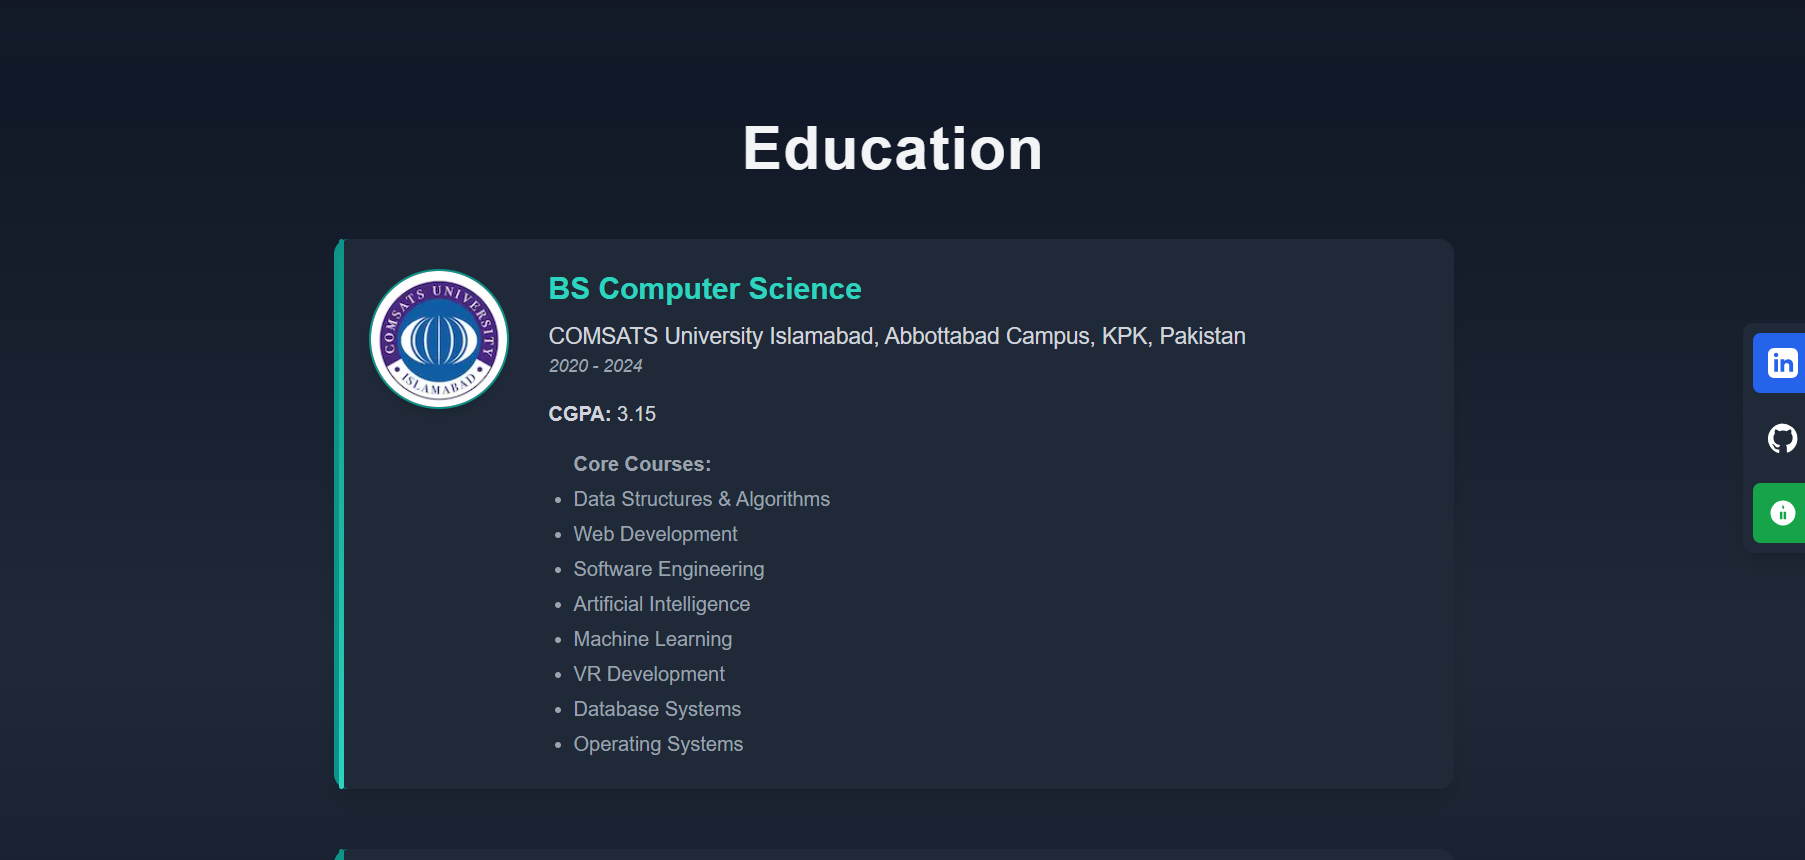 Education
COMSATS UNIVERSITY
ISLAMABAD
BS Computer Science
COMSATS University Islamabad, Abbottabad Campus, KPK, Pakistan
2020 - 2024
CGPA: 3.15
Core Courses:
Data Structures & Algorithms
Web Development
Software Engineering
Artificial Intelligence
Machine Learning
VR Development
Database Systems
Operating Systems
in